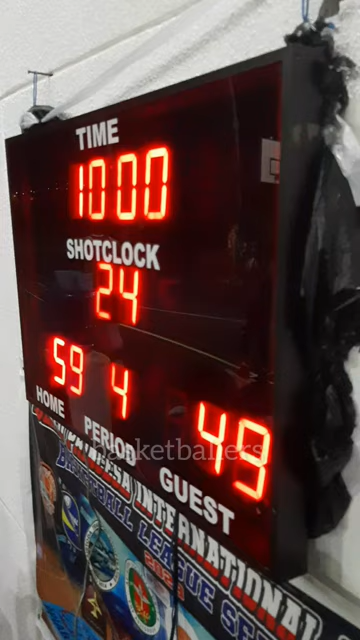 TIME
10:00
SHOTCLOCK
24
59 4 49
HOME PERIOD GUEST
INTERNATIONAL
BASKETBALL LEAGUE